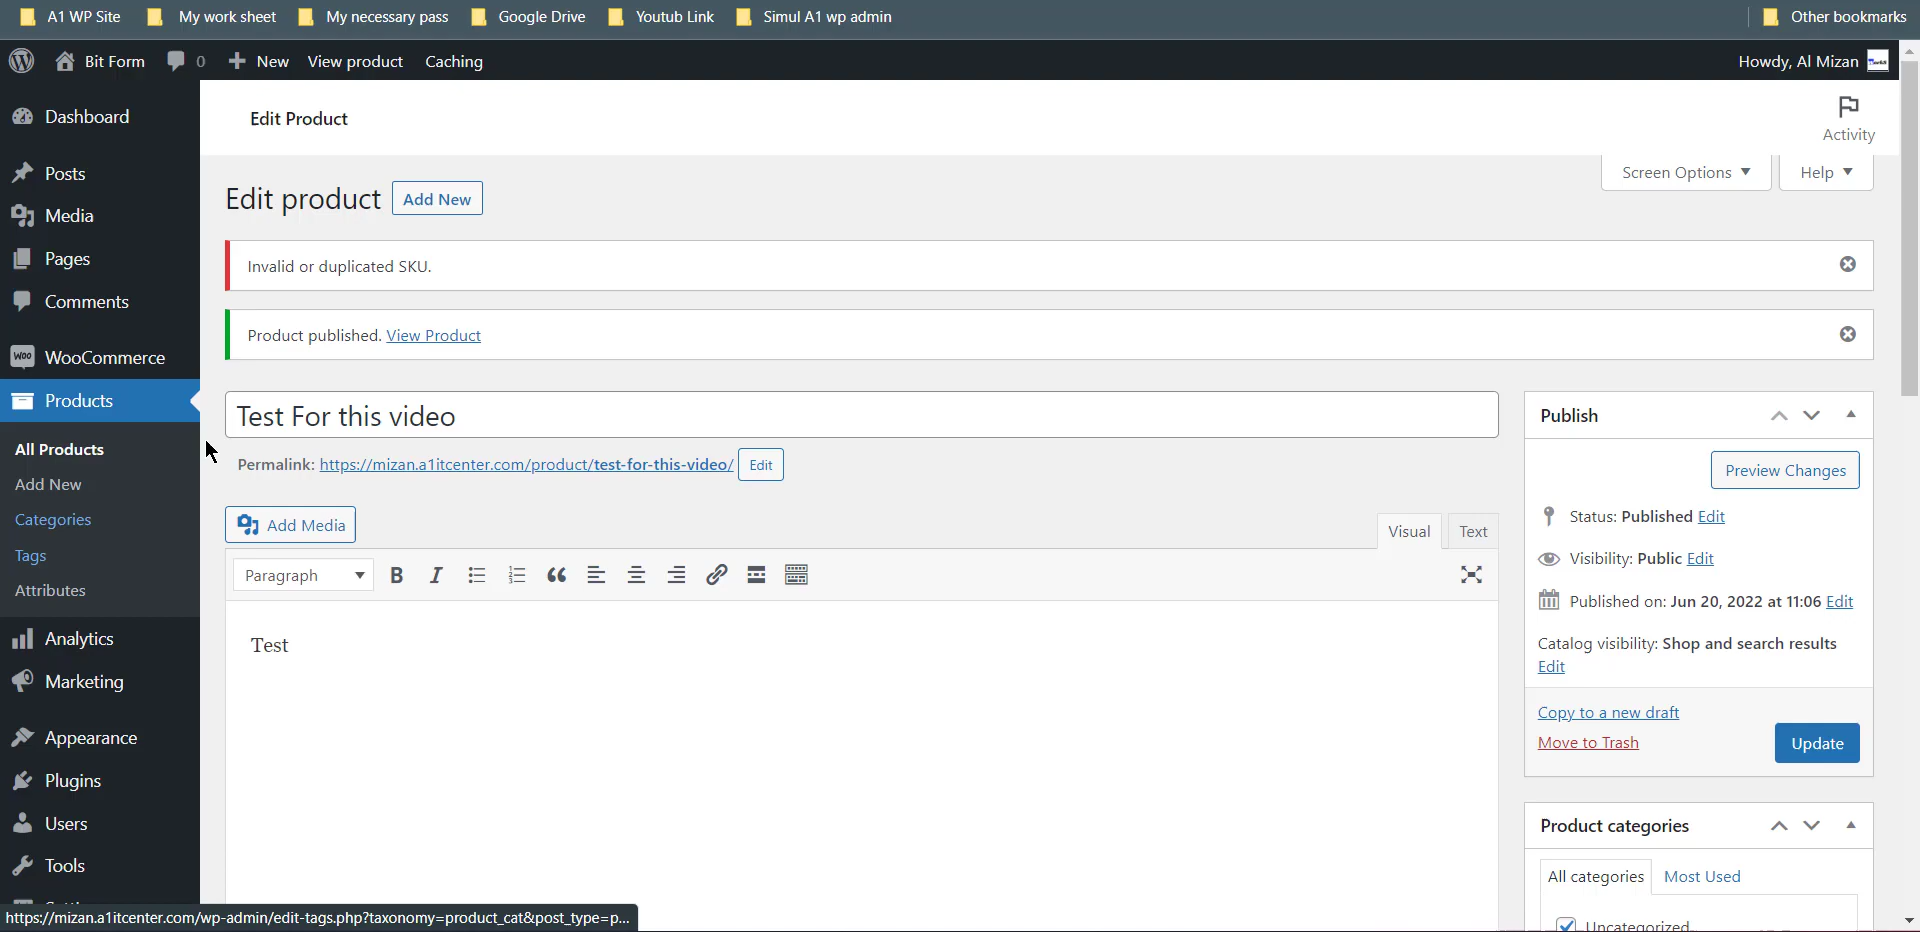 A1 WP Site My work sheet My necessary pass Google Drive Youtub Link Simul A1 wp admin Other bookmarks
Bit Form 0 New View product Caching Howdy, Al Mizan
Dashboard
Posts
Media
Pages
Comments
WooCommerce
Products
All Products
Add New
Categories
Tags
Attributes
Analytics
Marketing
Appearance
Plugins
Users
Tools
Edit Product
Activity
Screen Options Help
Edit product Add New
Invalid or duplicated SKU.
Product published. View Product
Test For this video
Permalink: https://mizan.a1itcenter.com/product/test-for-this-video/ Edit
Add Media
Visual Text
Paragraph
Test
Publish
Preview Changes
Status: Published Edit
Visibility: Public Edit
Published on: Jun 20, 2022 at 11:06 Edit
Catalog visibility: Shop and search results
Edit
Copy to a new draft
Move to Trash Update
Product categories
All categories Most Used
Uncategorized
https://mizan.a1itcenter.com/wp-admin/edit-tags.php?taxonomy=product_cat&post_type=p...